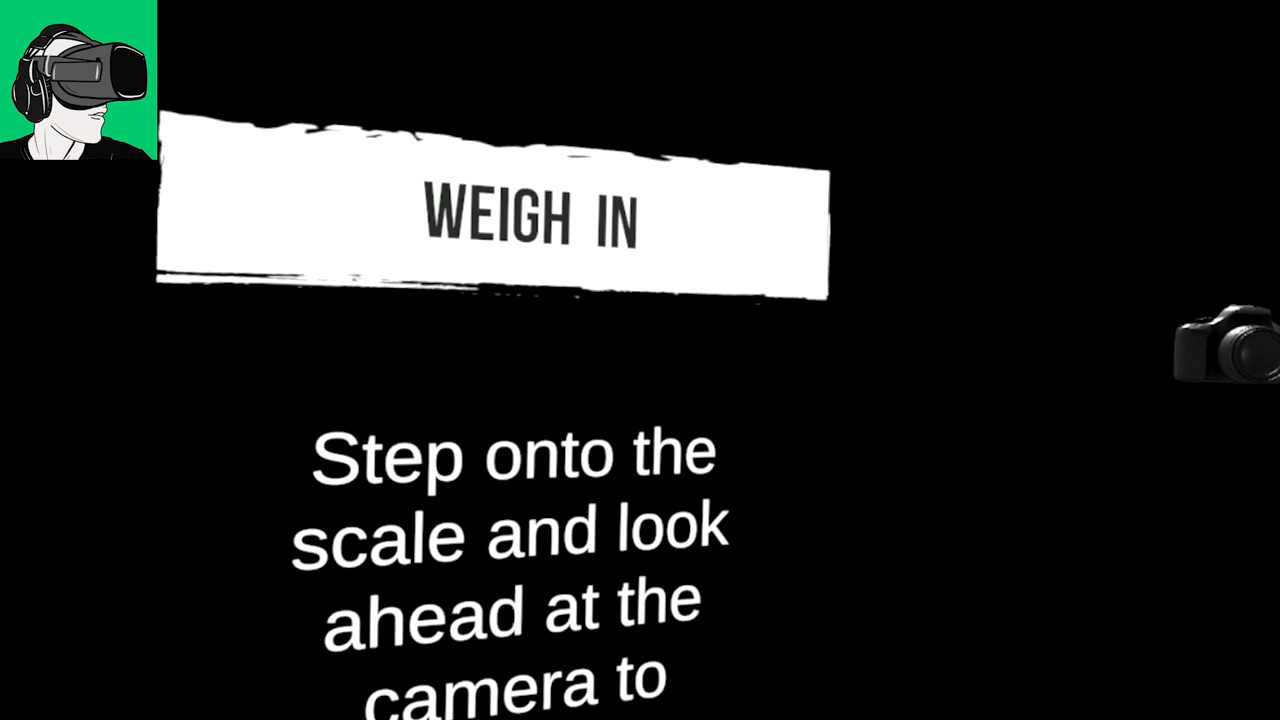 WEIGH IN
Step onto the
scale and look
ahead at the
camera to